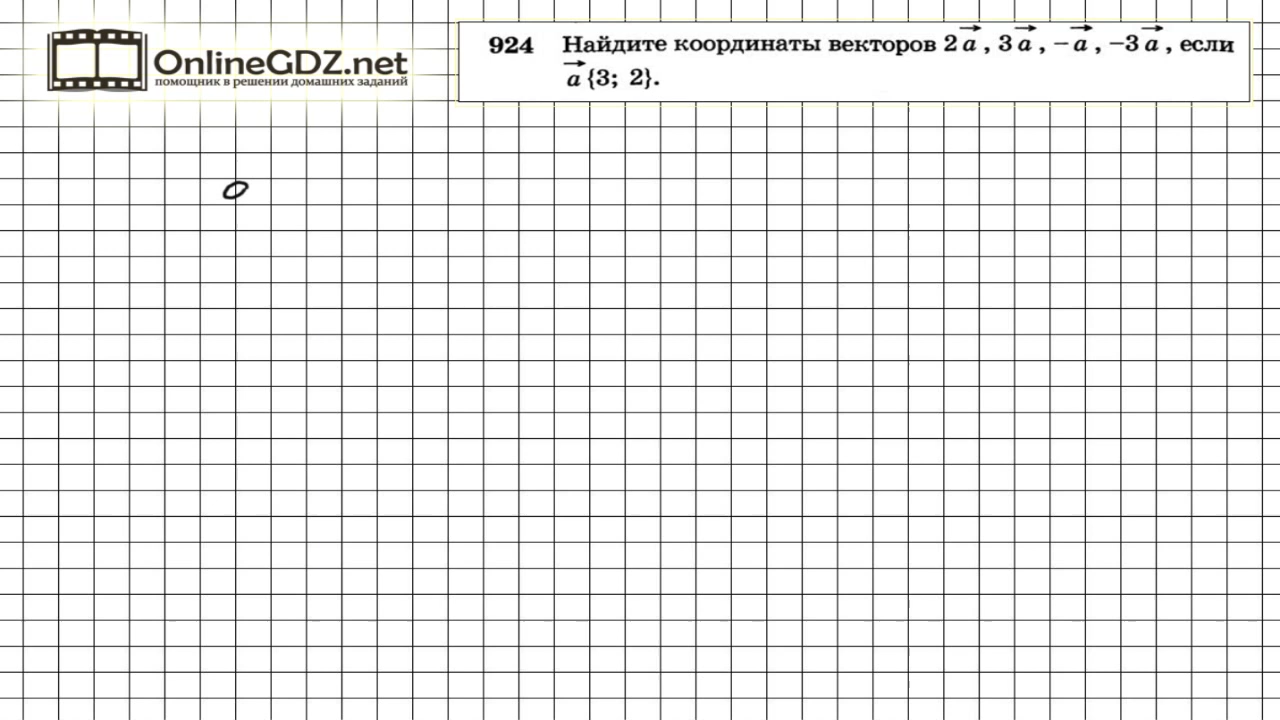 OnlineGDZ.net
помощник в решении домашних заданий
924 Найдите координаты векторов 2a⃗, 3a⃗, −a⃗, −3a⃗, если
a⃗ {3; 2}.